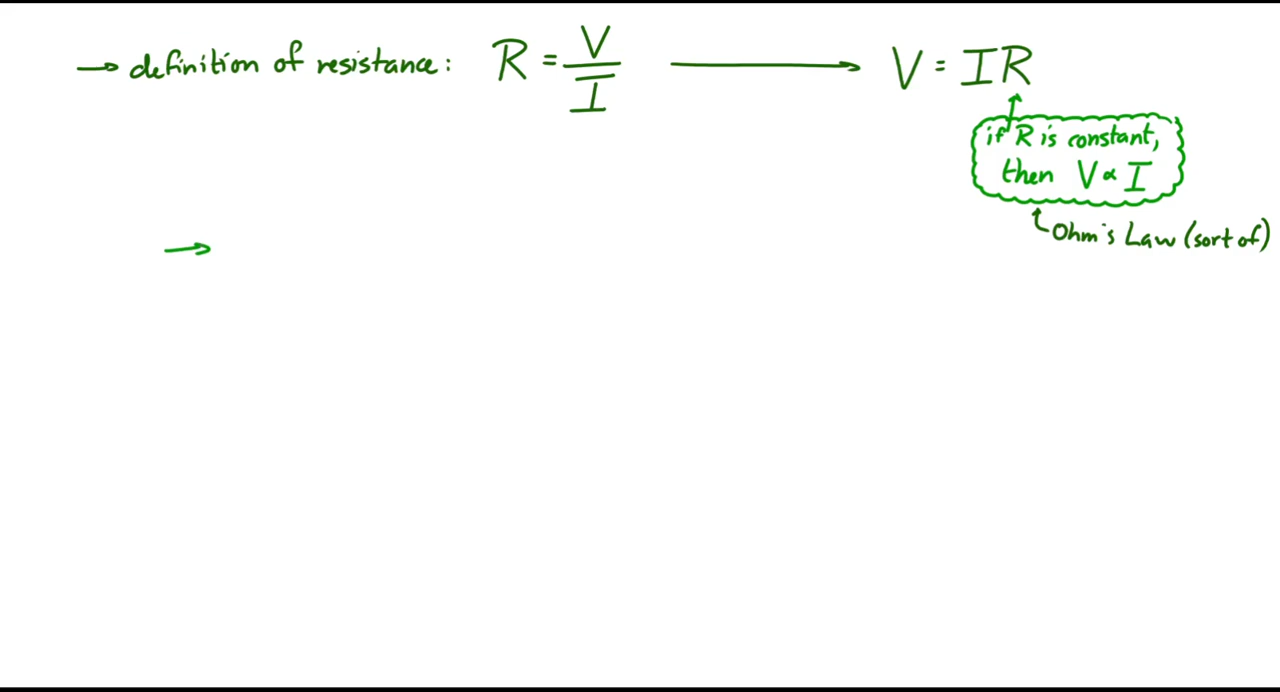 → definition of resistance: R = V/I → V = IR
if R is constant,
then V ∝ I
Ohm's Law (sort of)
→